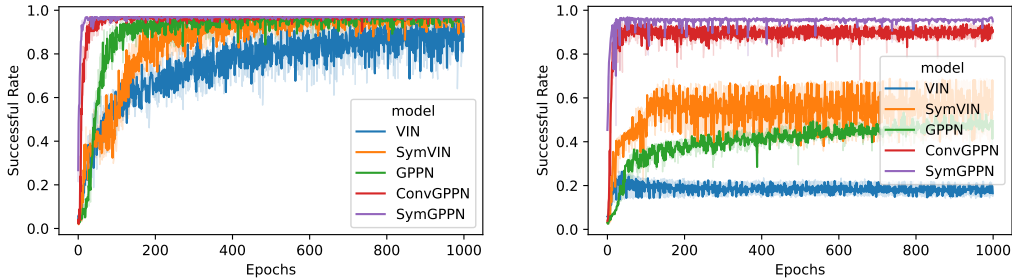 1.0
0.8
0.6
0.4
0.2
0.0
Successful Rate
0 200 400 600 800 1000
Epochs
model
VIN
SymVIN
GPPN
ConvGPPN
SymGPPN
1.0
0.8
0.6
0.4
0.2
0.0
Successful Rate
0 200 400 600 800 1000
Epochs
model
VIN
SymVIN
GPPN
ConvGPPN
SymGPPN